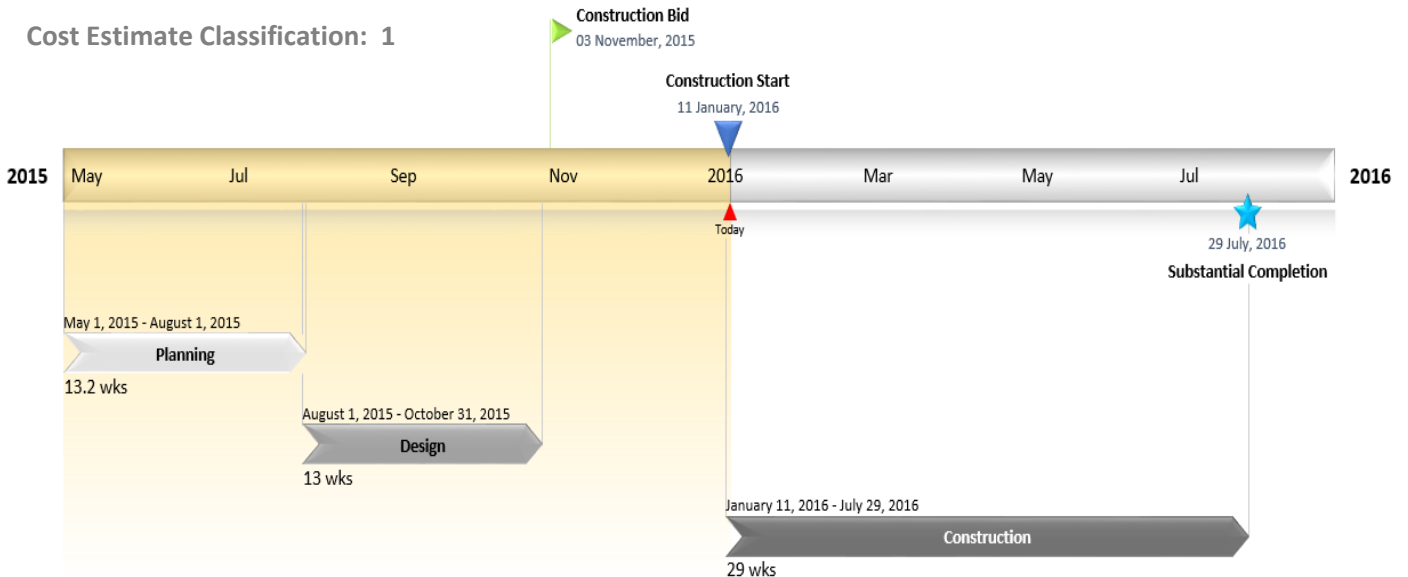 Cost Estimate Classification: 1
Construction Bid
03 November, 2015
Construction Start
11 January, 2016
2015 May Jul Sep Nov 2016 Mar May Jul 2016
Today
29 July, 2016
Substantial Completion
May 1, 2015 - August 1, 2015
Planning
13.2 wks
August 1, 2015 - October 31, 2015
Design
13 wks
January 11, 2016 - July 29, 2016
Construction
29 wks